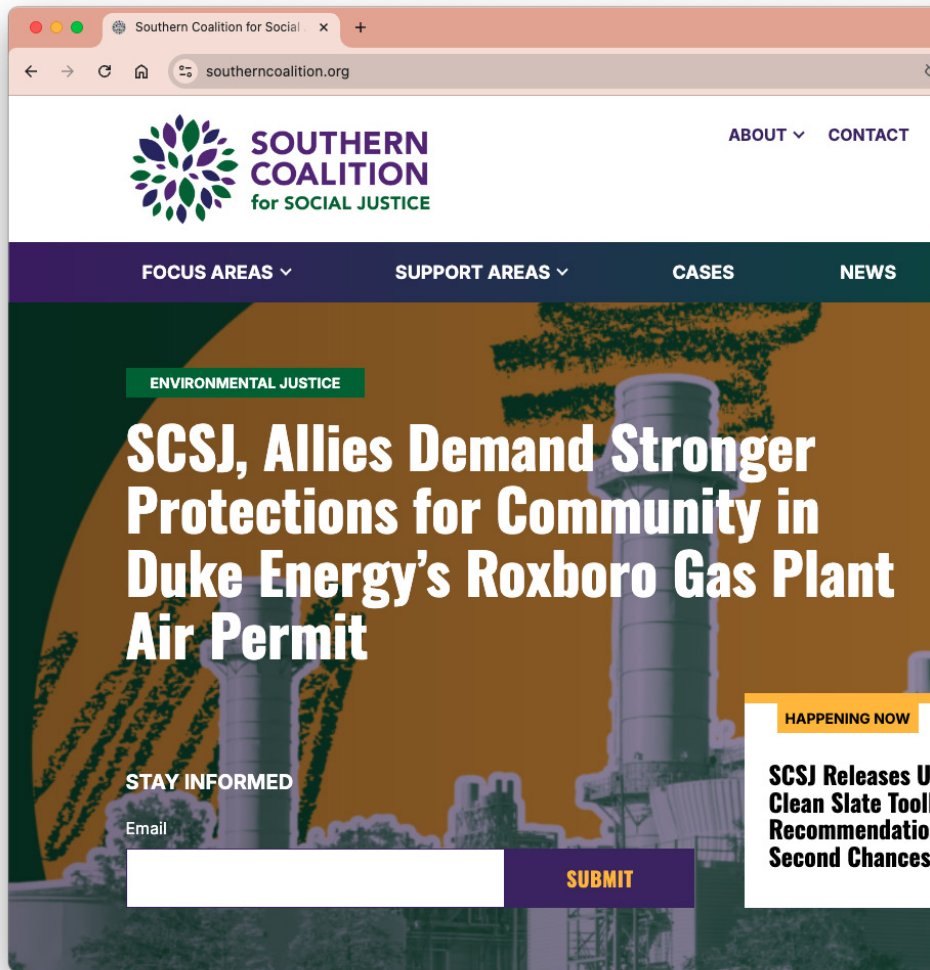 Southern Coalition for Social
southerncoalition.org
SOUTHERN
COALITION
for SOCIAL JUSTICE
ABOUT CONTACT
FOCUS AREAS SUPPORT AREAS CASES NEWS
ENVIRONMENTAL JUSTICE
SCSJ, Allies Demand Stronger
Protections for Community in
Duke Energy’s Roxboro Gas Plant
Air Permit
STAY INFORMED
Email
SUBMIT
HAPPENING NOW
SCSJ Releases
Clean Slate
Second Chances